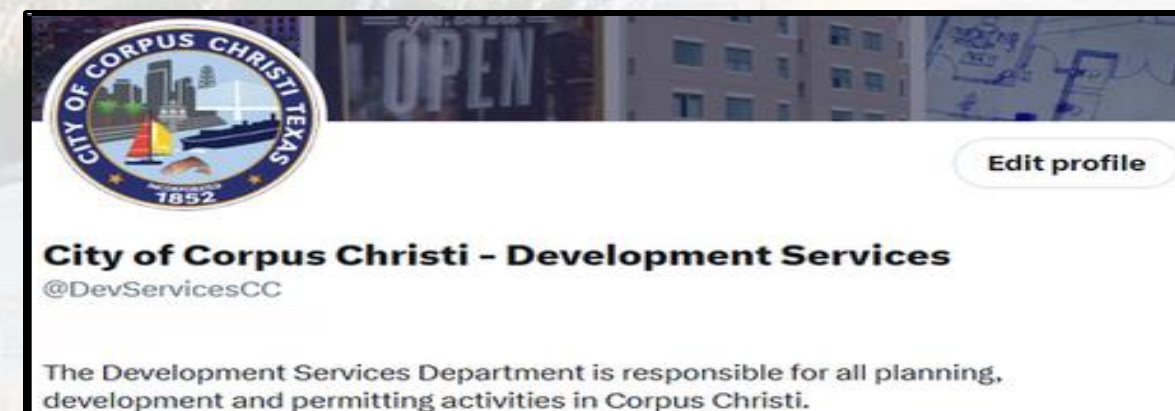 CITY OF CORPUS CHRISTI TEXAS
INCORPORATED
1852
OPEN
Edit profile
City of Corpus Christi – Development Services
@DevServicesCC
The Development Services Department is responsible for all planning,
development and permitting activities in Corpus Christi.